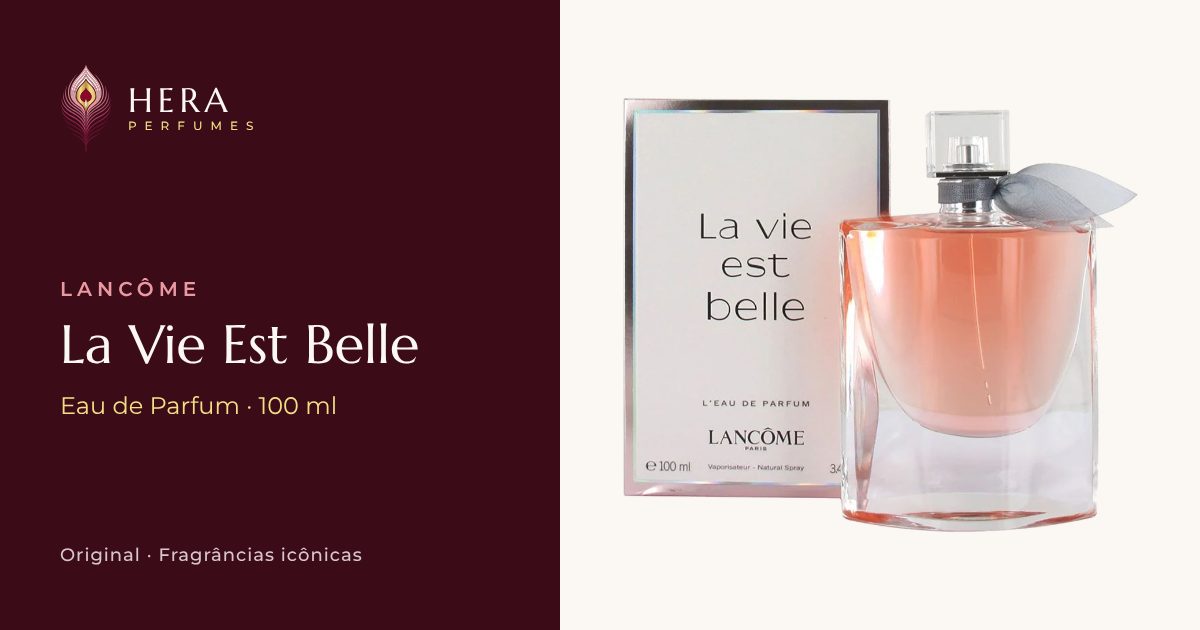 HERA
PERFUMES
LANCÔME
La Vie Est Belle
Eau de Parfum · 100 ml
Original · Fragrâncias icônicas
La vie
est
belle
L'EAU DE PARFUM
LANCÔME
PARIS
℮ 100 ml Vaporisateur - Natural Spray